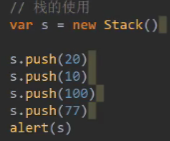 // 栈的使用
var s = new Stack()
s.push(20)
s.push(10)
s.push(100)
s.push(77)
alert(s)